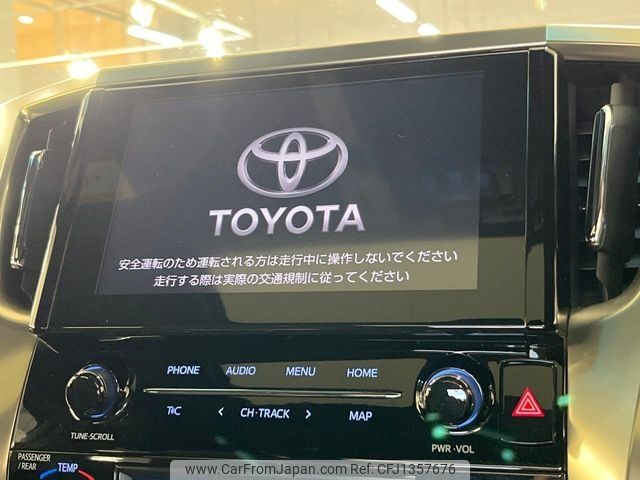 TOYOTA
安全運転のため運転される方は走行中に操作しないでください
走行する際は実際の交通規制に従ってください
PHONE AUDIO MENU HOME
T&C < CH·TRACK > MAP
TUNE·SCROLL
PWR·VOL
PASSENGER
/REAR
TEMP
www.CarFromJapan.com CFJ1357676